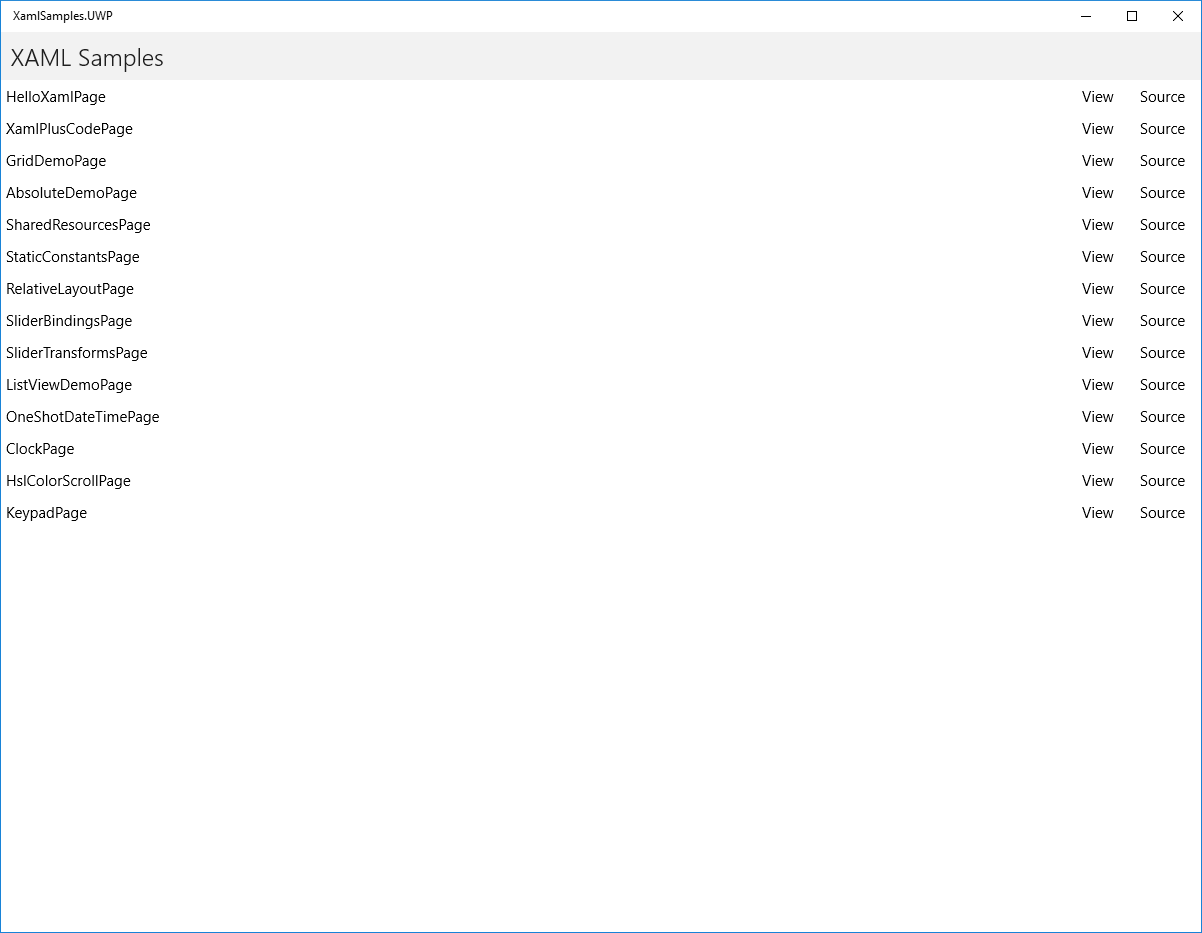 XamlSamples.UWP
XAML Samples
HelloXamlPage View Source
XamlPlusCodePage View Source
GridDemoPage View Source
AbsoluteDemoPage View Source
SharedResourcesPage View Source
StaticConstantsPage View Source
RelativeLayoutPage View Source
SliderBindingsPage View Source
SliderTransformsPage View Source
ListViewDemoPage View Source
OneShotDateTimePage View Source
ClockPage View Source
HslColorScrollPage View Source
KeypadPage View Source